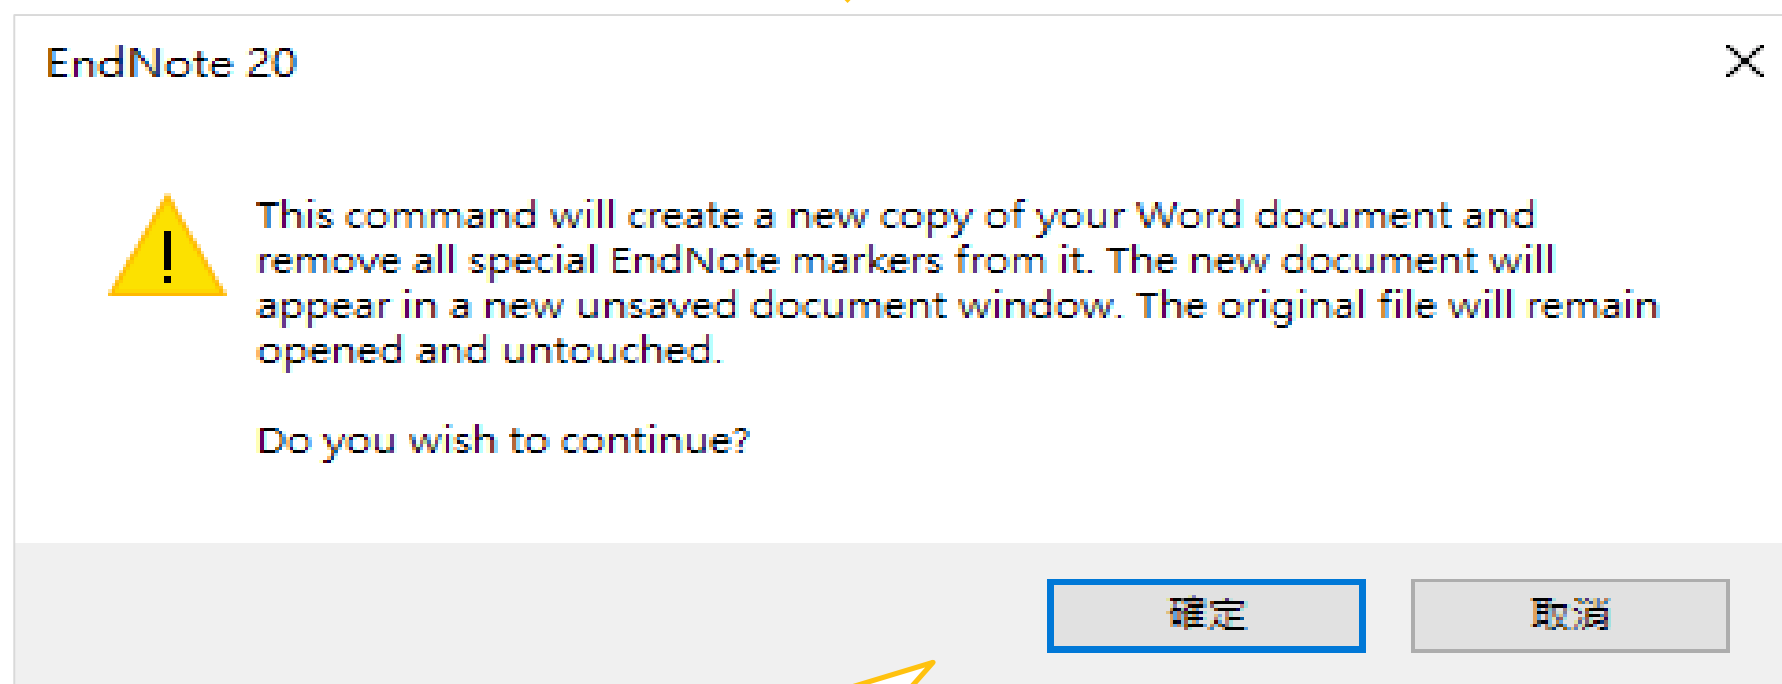 EndNote 20
This command will create a new copy of your Word document and
remove all special EndNote markers from it. The new document will
appear in a new unsaved document window. The original file will remain
opened and untouched.
Do you wish to continue?
確定
取消